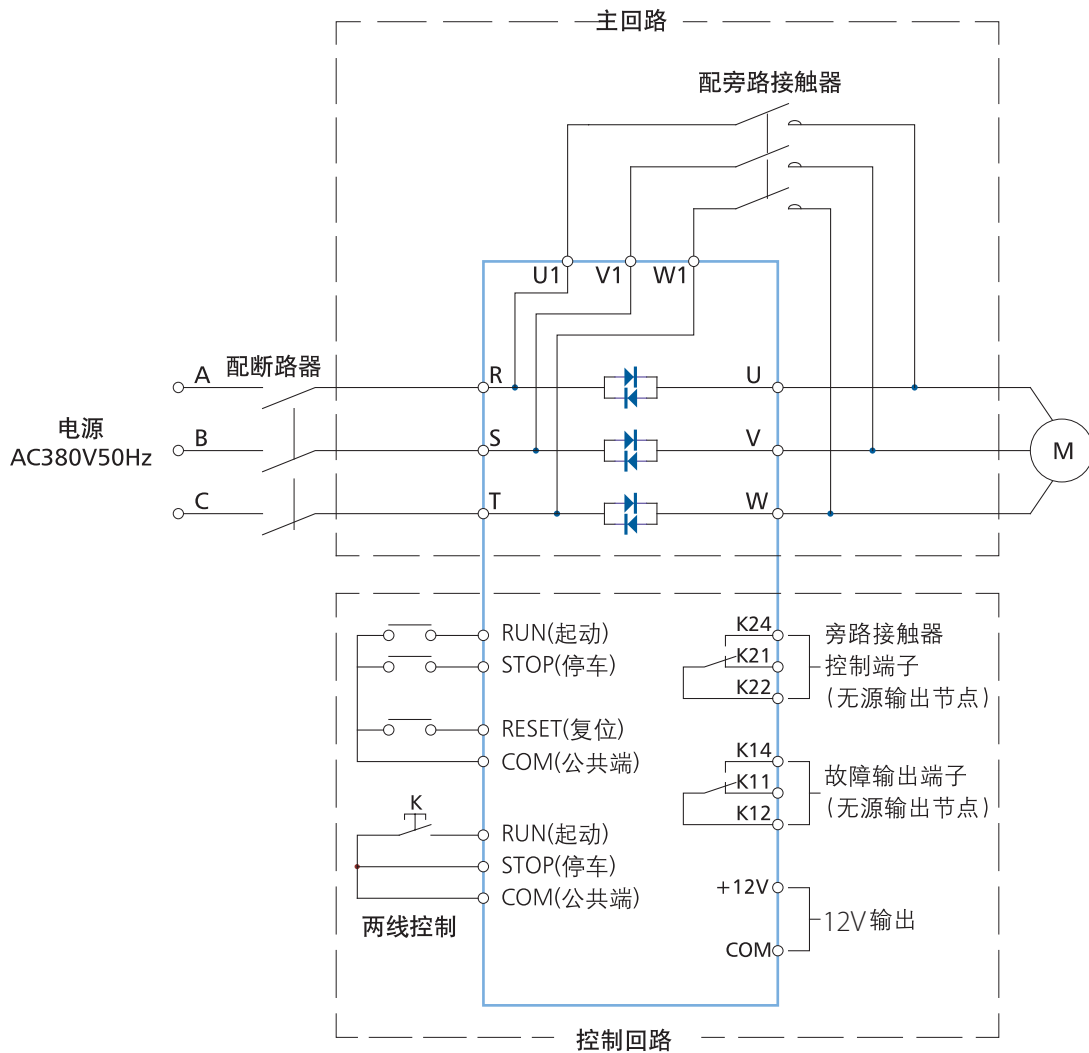 主回路
配旁路接触器
U1 V1 W1
A
配断路器
R
U
电源
AC380V50Hz
B
S
V
M
C
T
W
RUN(起动)
STOP(停车)
RESET(复位)
COM(公共端)
K
RUN(起动)
STOP(停车)
COM(公共端)
两线控制
K24
K21
K22
旁路接触器
控制端子
(无源输出节点)
K14
K11
K12
故障输出端子
(无源输出节点)
+12V
12V输出
COM
控制回路